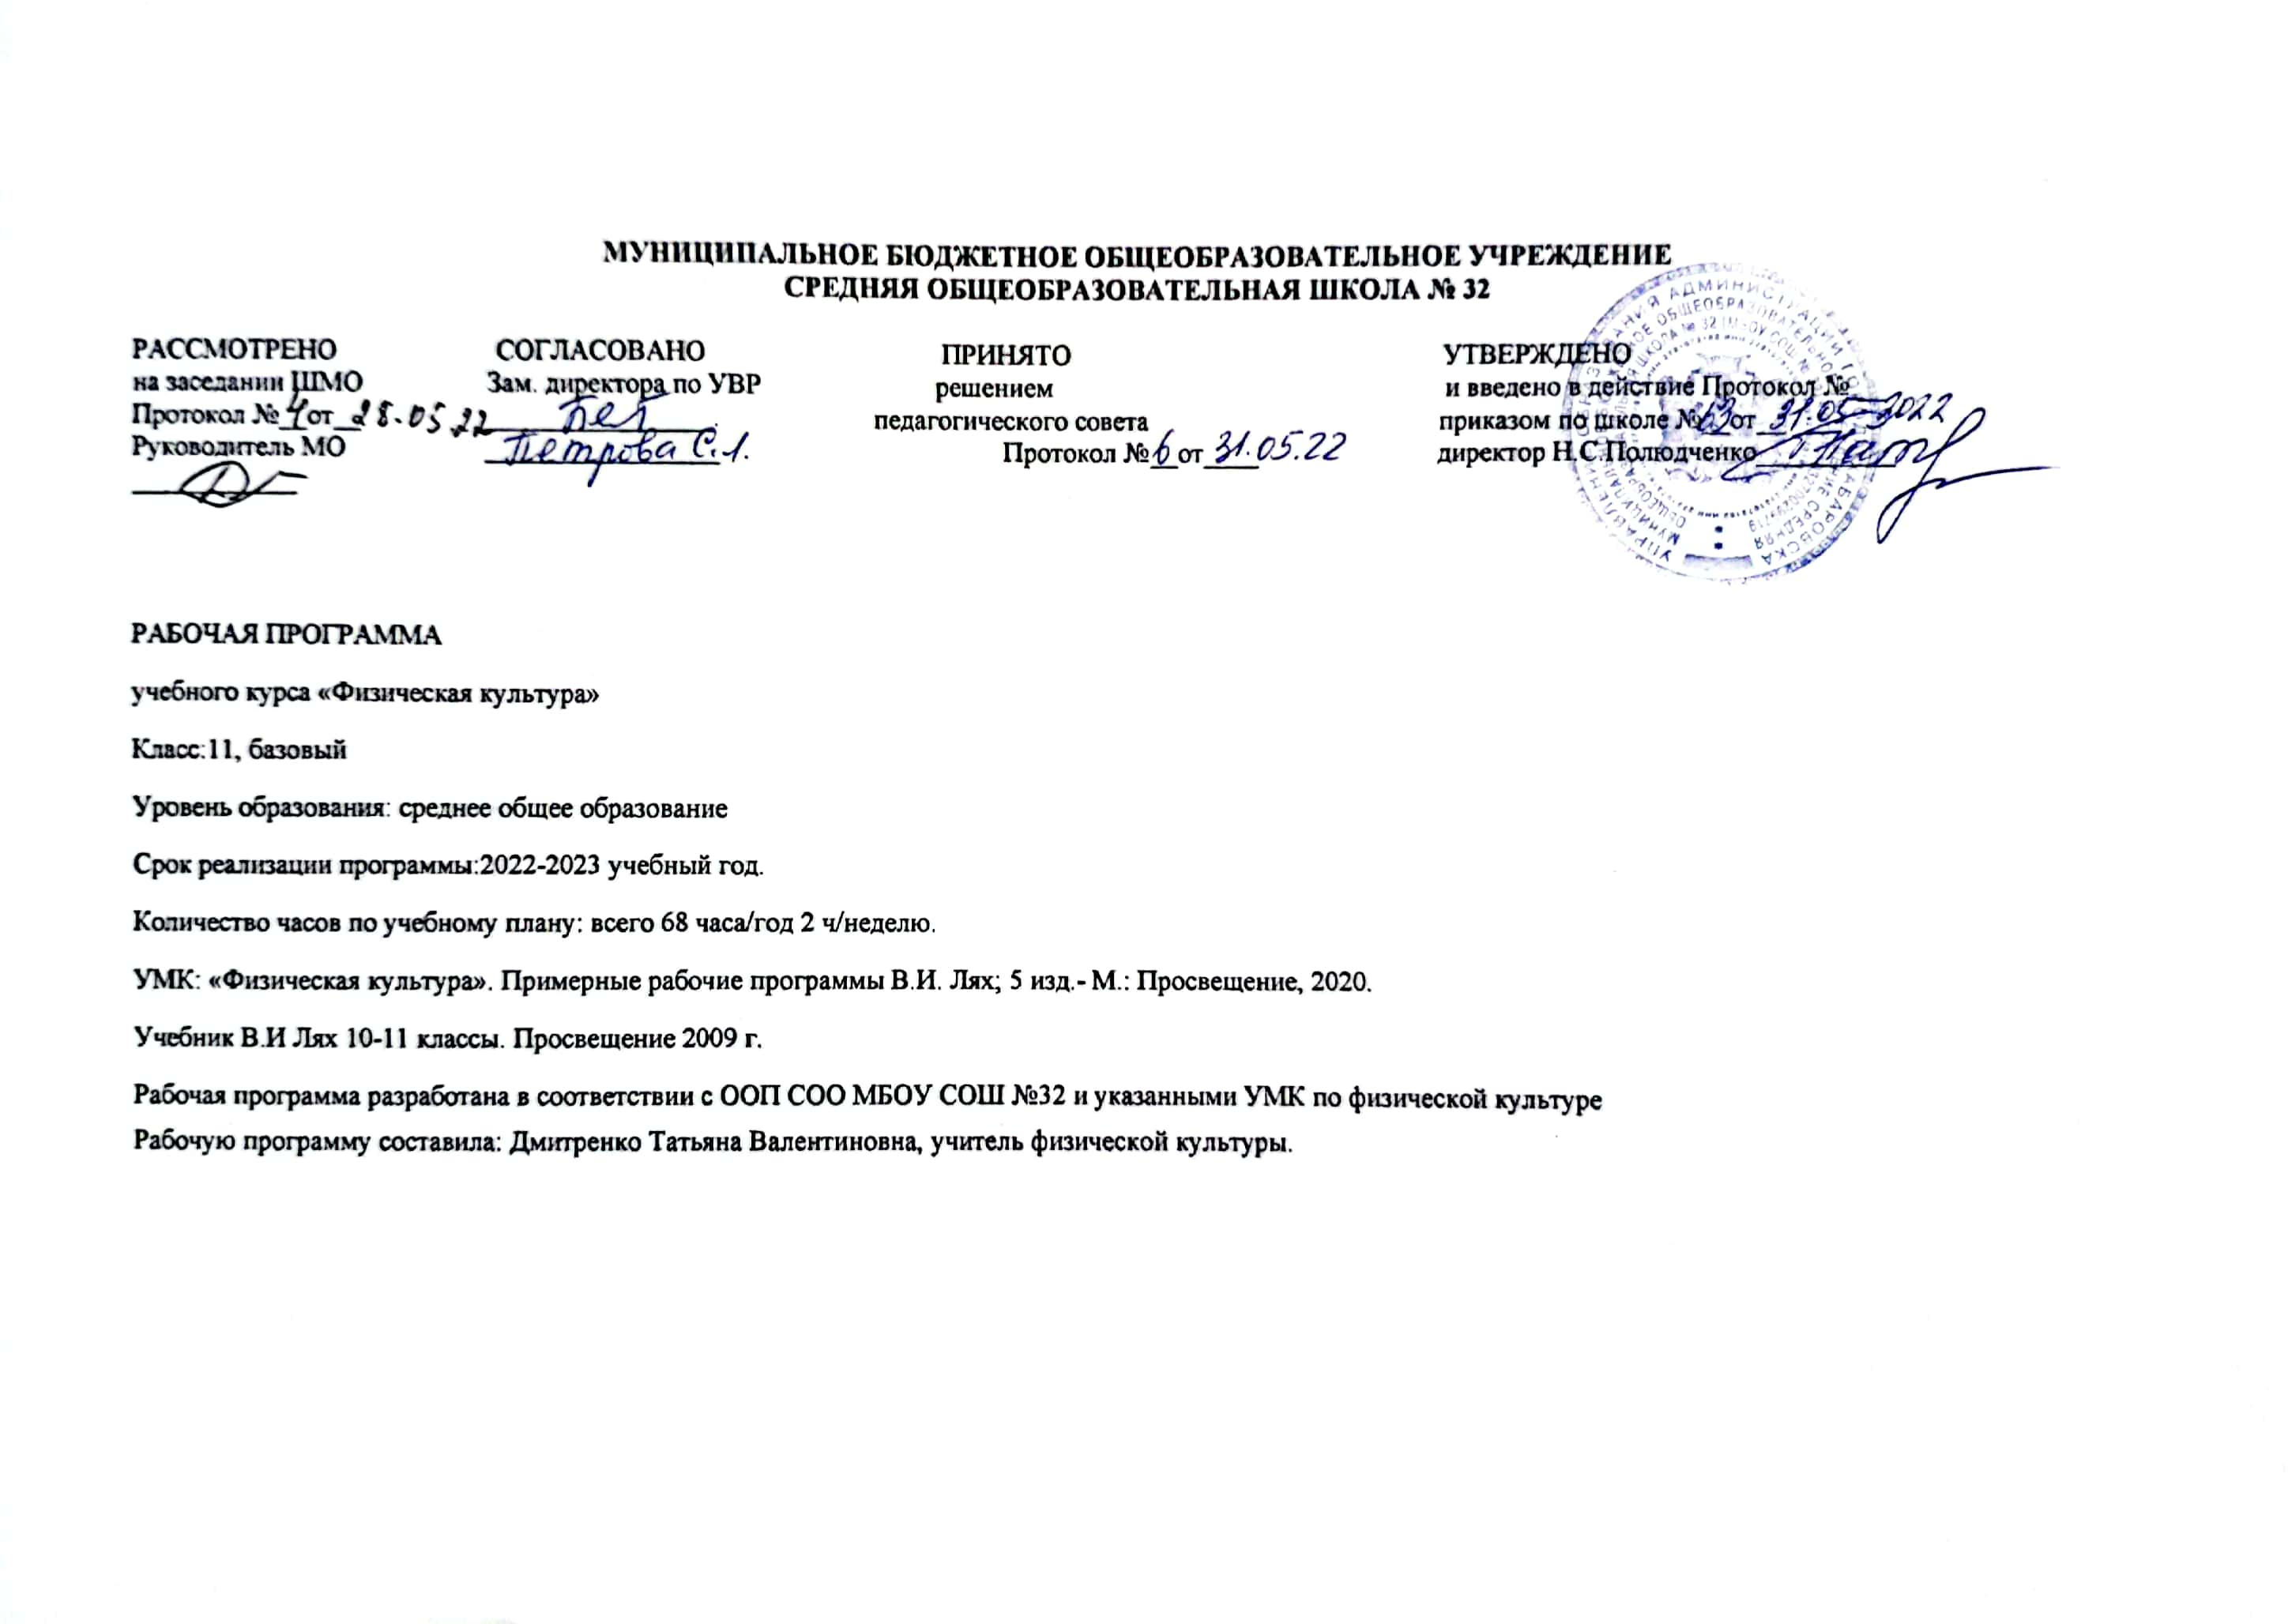 МУНИЦИПАЛЬНОЕ БЮДЖЕТНОЕ ОБЩЕОБРАЗОВАТЕЛЬНОЕ УЧРЕЖДЕНИЕ
СРЕДНЯЯ ОБЩЕОБРАЗОВАТЕЛЬНАЯ ШКОЛА № 32
РАССМОТРЕНО СОГЛАСОВАНО ПРИНЯТО УТВЕРЖДЕНО
на заседании ШМО Зам. директора по УВР решением и введено в действие Протокол №
Протокол № 4 от 28.05.22 педагогического совета приказом по школе № 63 от 31.05.2022
Руководитель МО Петрова С.Л. Протокол № 6 от 31.05.22 директор Н.С.Полюдченко
РАБОЧАЯ ПРОГРАММА
учебного курса «Физическая культура»
Класс:11, базовый
Уровень образования: среднее общее образование
Срок реализации программы:2022-2023 учебный год.
Количество часов по учебному плану: всего 68 часа/год 2 ч/неделю.
УМК: «Физическая культура». Примерные рабочие программы В.И. Лях; 5 изд.- М.: Просвещение, 2020.
Учебник В.И Лях 10-11 классы. Просвещение 2009 г.
Рабочая программа разработана в соответствии с ООП СОО МБОУ СОШ №32 и указанными УМК по физической культуре
Рабочую программу составила: Дмитренко Татьяна Валентиновна, учитель физической культуры.